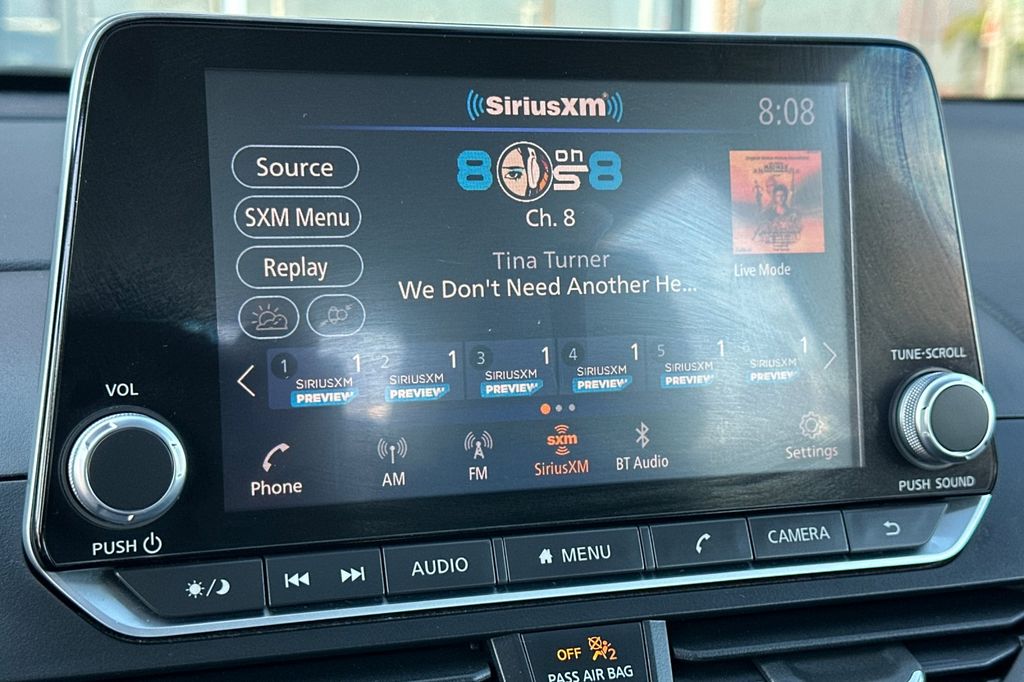 SiriusXM
8:08
Source
SXM Menu
Replay
8 on 8
Ch. 8
Tina Turner
We Don't Need Another He...
Live Mode
1 1 SIRIUSXM PREVIEW
2 1 SIRIUSXM PREVIEW
3 1 SIRIUSXM PREVIEW
4 1 SIRIUSXM PREVIEW
5 1 SIRIUSXM PREVIEW
6 1 SIRIUSXM PREVIEW
Phone
AM
FM
sxm
SiriusXM
BT Audio
Settings
VOL
PUSH
TUNE-SCROLL
PUSH SOUND
AUDIO
MENU
CAMERA
OFF 2
PASS AIR BAG